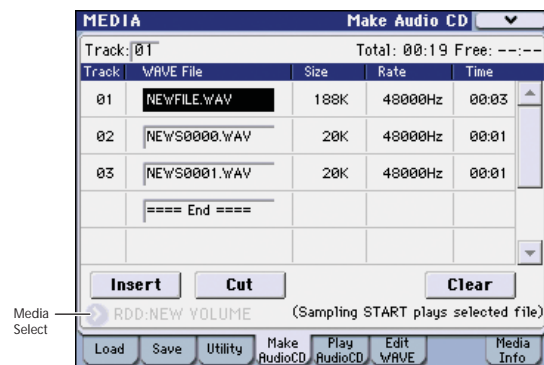 MEDIA Make Audio CD
Track: 01 Total: 00:19 Free: --:--
Track WAVE File Size Rate Time
01 NEWFILE.WAV 188K 48000Hz 00:03
02 NEWS0000.WAV 20K 48000Hz 00:01
03 NEWS0001.WAV 20K 48000Hz 00:01
==== End ====
Insert Cut Clear
Media Select
RDD:NEW VOLUME (Sampling START plays selected file)
Load Save Utility Make AudioCD Play AudioCD Edit WAVE Media Info